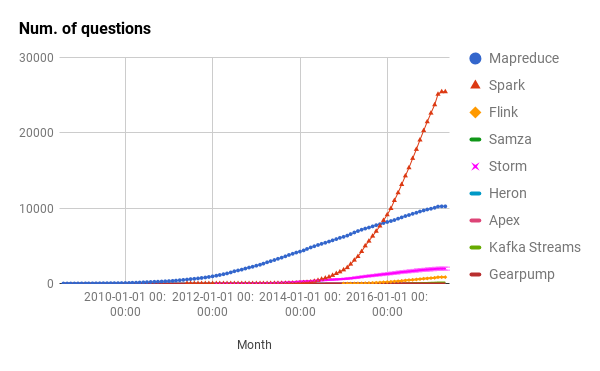 Num. of questions
30000
20000
10000
0
2010-01-01 00:
00:00
2012-01-01 00:
00:00
2014-01-01 00:
00:00
2016-01-01 00:
00:00
Month
Mapreduce
Spark
Flink
Samza
Storm
Heron
Apex
Kafka Streams
Gearpump